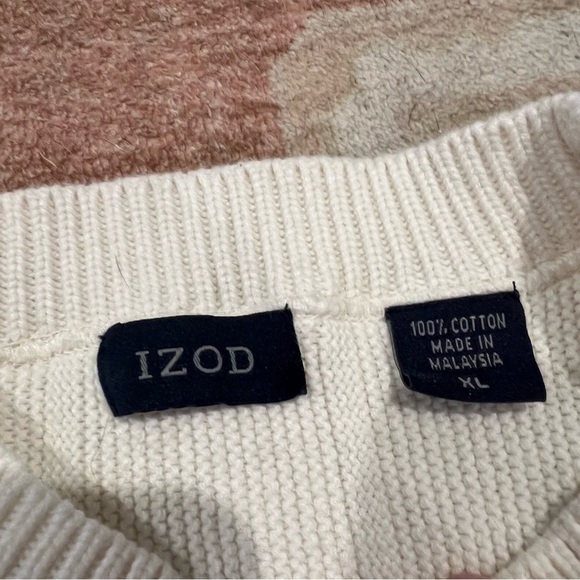 IZOD
100% COTTON
MADE IN
MALAYSIA
XL